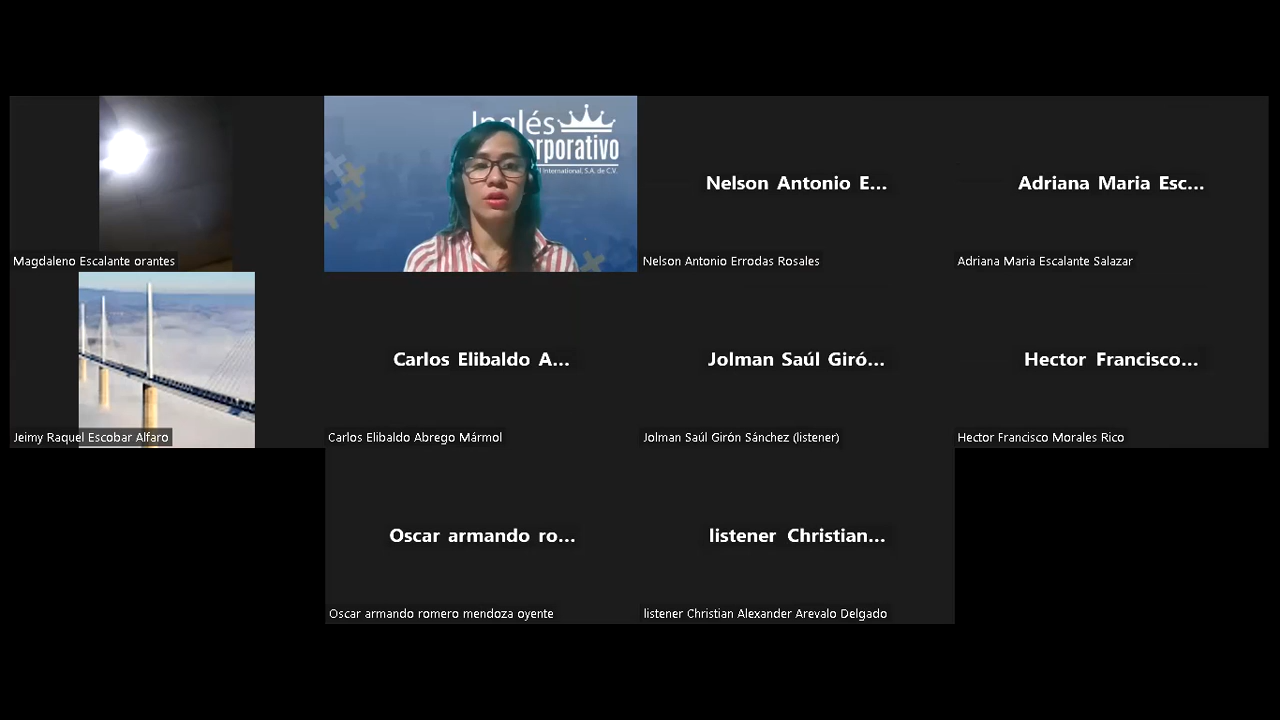 Inglés
orporativo
l International, S.A. de C.V.
Nelson Antonio E...
Adriana Maria Esc...
Magdaleno Escalante orantes
Nelson Antonio Errodas Rosales
Adriana Maria Escalante Salazar
Carlos Elibaldo A...
Jolman Saúl Giró...
Hector Francisco...
Jeimy Raquel Escobar Alfaro
Carlos Elibaldo Abrego Mármol
Jolman Saúl Girón Sánchez (listener)
Hector Francisco Morales Rico
Oscar armando ro...
listener Christian...
Oscar armando romero mendoza oyente
listener Christian Alexander Arevalo Delgado